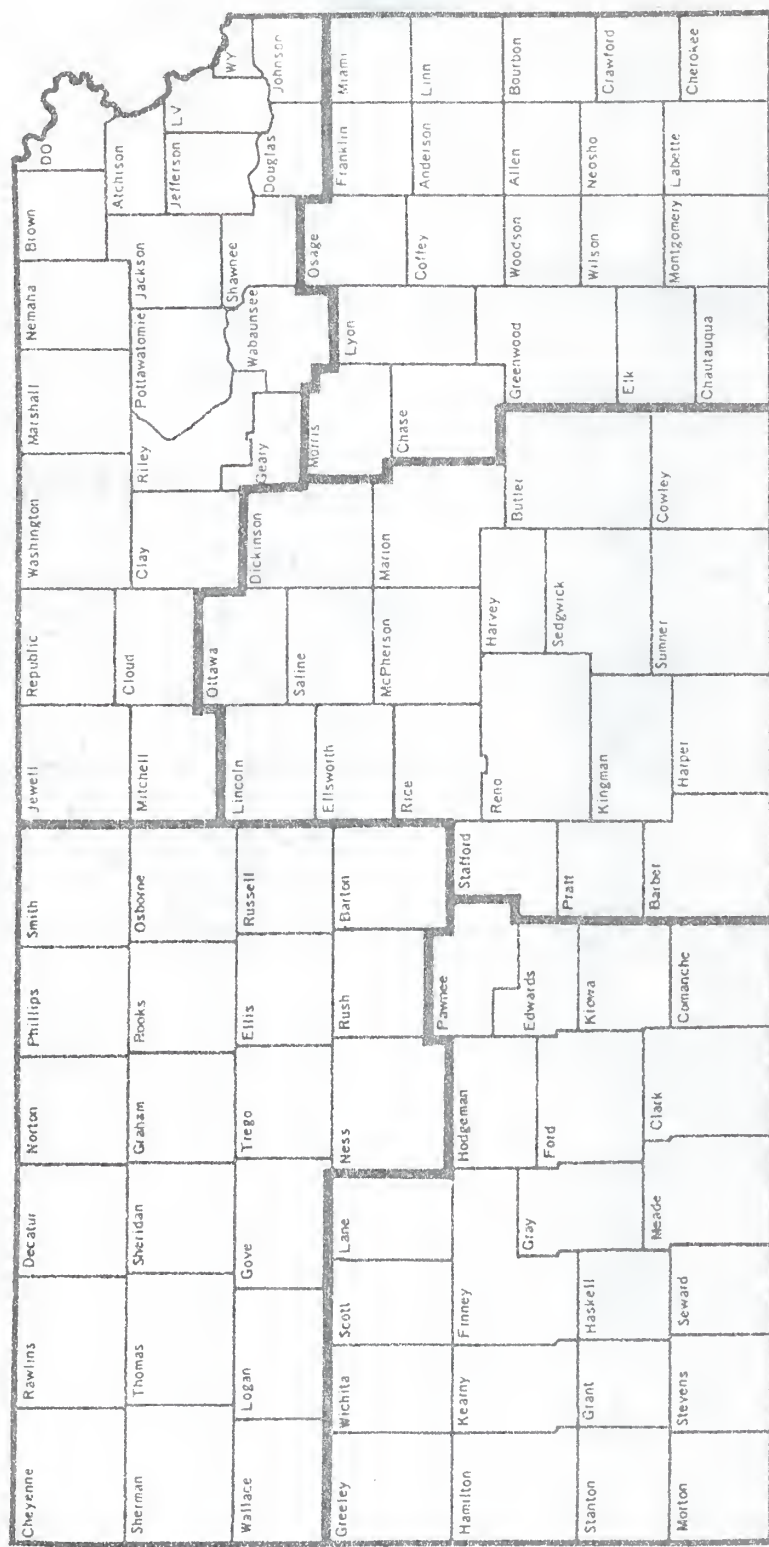 Cheyenne
Rawlins
Decatur
Norton
Phillips
Smith
Jewell
Republic
Washington
Marshall
Nemaha
Brown
DO
Sherman
Thomas
Sheridan
Graham
Rooks
Osborne
Mitchell
Cloud
Clay
Riley
Pottawatomie
Jackson
Atchison
Jefferson
LV
WY
Wallace
Logan
Gove
Trego
Ellis
Russell
Lincoln
Ottawa
Dickinson
Geary
Wabaunsee
Shawnee
Douglas
Johnson
Greeley
Wichita
Scott
Lane
Ness
Rush
Barton
Ellsworth
Saline
Morris
Osage
Franklin
Miami
Rice
McPherson
Marion
Chase
Lyon
Coffey
Anderson
Linn
Hamilton
Kearny
Finney
Hodgeman
Pawnee
Stafford
Reno
Harvey
Butler
Greenwood
Woodson
Allen
Bourbon
Gray
Ford
Edwards
Sedgwick
Stanton
Grant
Haskell
Kiowa
Pratt
Kingman
Elk
Wilson
Neosho
Crawford
Morton
Stevens
Seward
Meade
Clark
Comanche
Barber
Harper
Sumner
Cowley
Chautauqua
Montgomery
Labette
Cherokee